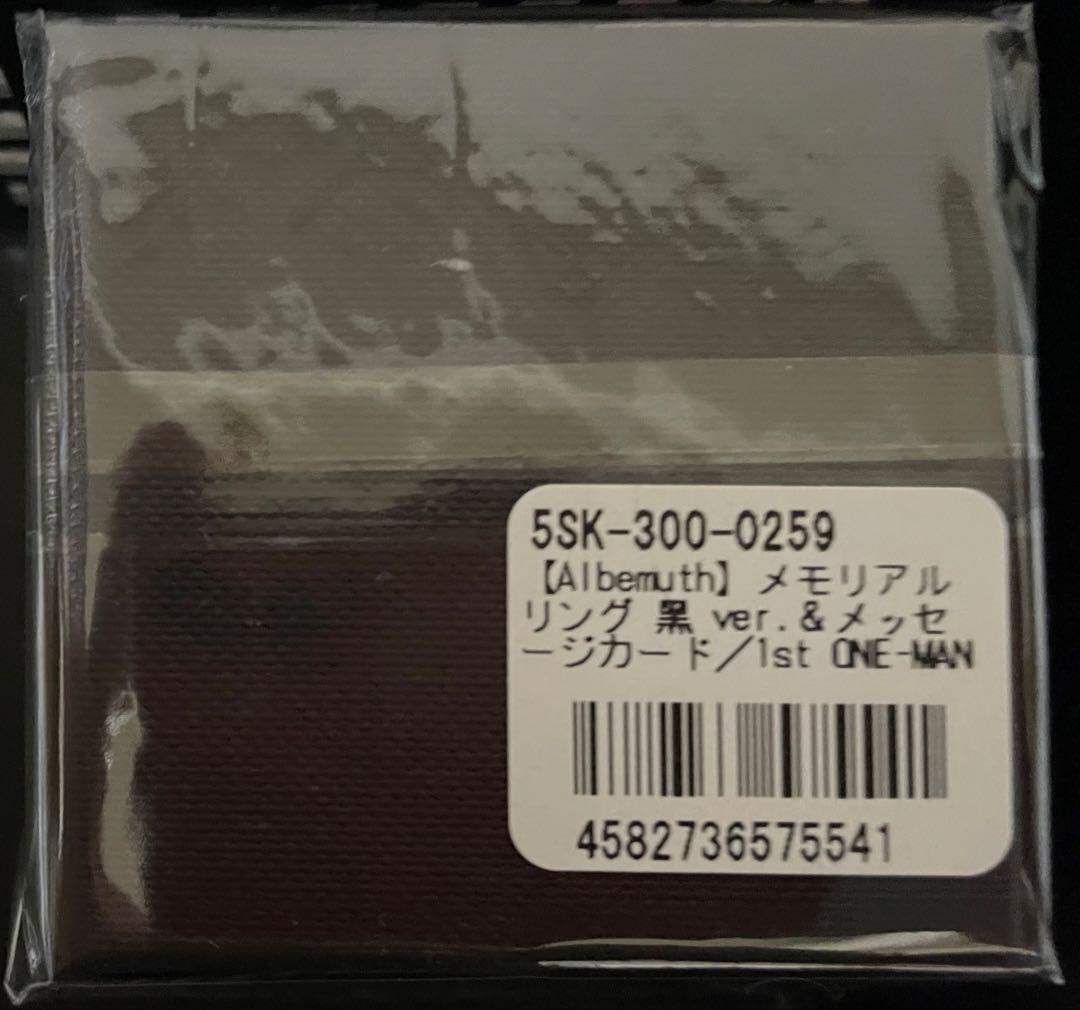 5SK-300-0259
【Albemuth】メモリアル
リング 黒 ver.&メッセ
ージカード／1st ONE-MAN
4582736575541